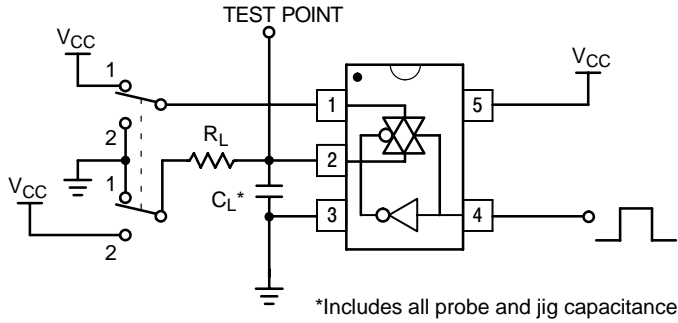 TEST POINT
VCC
1
2
RL
VCC
1
2
CL*
1
2
3
5
4
VCC
*Includes all probe and jig capacitance